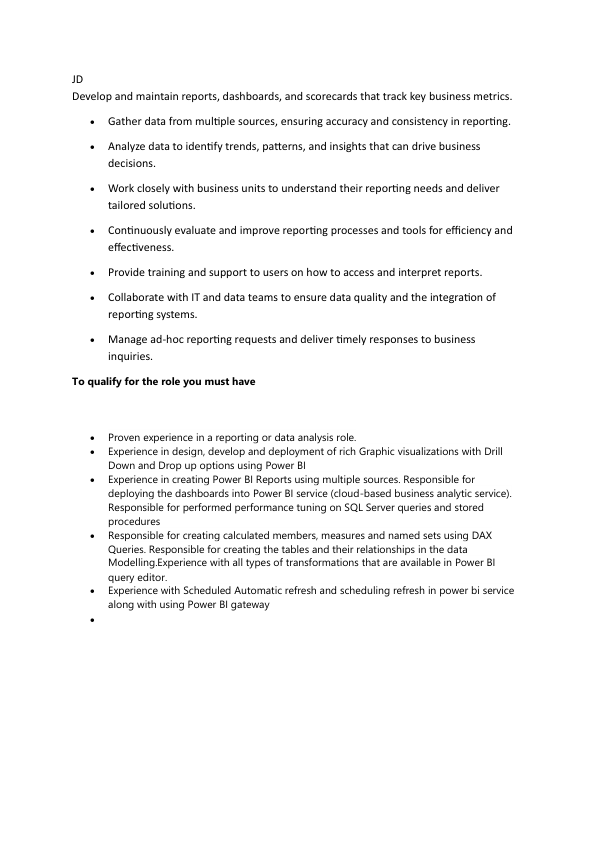 JD
Develop and maintain reports, dashboards, and scorecards that track key business metrics.
• Gather data from multiple sources, ensuring accuracy and consistency in reporting.
• Analyze data to identify trends, patterns, and insights that can drive business
decisions.
• Work closely with business units to understand their reporting needs and deliver
tailored solutions.
• Continuously evaluate and improve reporting processes and tools for efficiency and
effectiveness.
• Provide training and support to users on how to access and interpret reports.
• Collaborate with IT and data teams to ensure data quality and the integration of
reporting systems.
• Manage ad-hoc reporting requests and deliver timely responses to business
inquiries.
To qualify for the role you must have
• Proven experience in a reporting or data analysis role.
• Experience in design, develop and deployment of rich Graphic visualizations with Drill
Down and Drop up options using Power BI
• Experience in creating Power BI Reports using multiple sources. Responsible for
deploying the dashboards into Power BI service (cloud-based business analytic service).
Responsible for performed performance tuning on SQL Server queries and stored
procedures
• Responsible for creating calculated members, measures and named sets using DAX
Queries. Responsible for creating the tables and their relationships in the data
Modelling.Experience with all types of transformations that are available in Power BI
query editor.
• Experience with Scheduled Automatic refresh and scheduling refresh in power bi service
along with using Power BI gateway
•